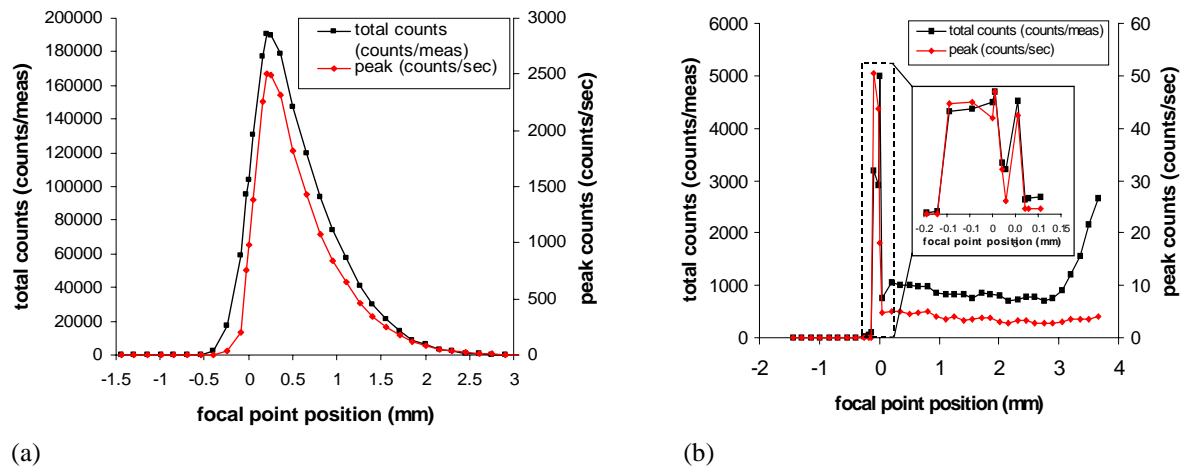 200000
180000
160000
140000
120000
100000
80000
60000
40000
20000
0
total counts (counts/meas)
-1.5 -1 -0.5 0 0.5 1 1.5 2 2.5 3
focal point position (mm)
3000
2500
2000
1500
1000
500
0
peak counts (counts/sec)
total counts
(counts/meas)
peak (counts/sec)
(a)
6000
5000
4000
3000
2000
1000
0
total counts (counts/meas)
-2 -1 0 1 2 3 4
focal point position (mm)
60
50
40
30
20
10
0
peak counts (counts/sec)
total counts (counts/meas)
peak (counts/sec)
-0.2 -0.1 -0.1 0 0.0 0.1
focal point position (mm)
(b)